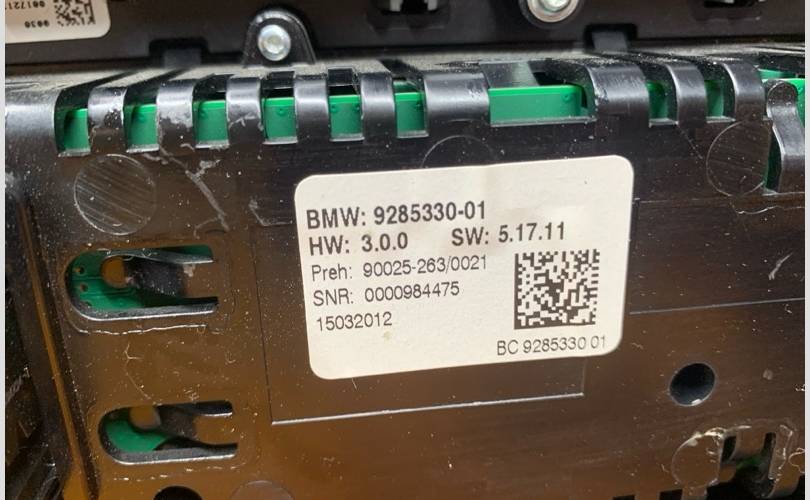 9030
BMW: 9285330-01
HW: 3.0.0 SW: 5.17.11
Preh: 90025-263/0021
SNR: 0000984475
15032012
BC 9285330 01